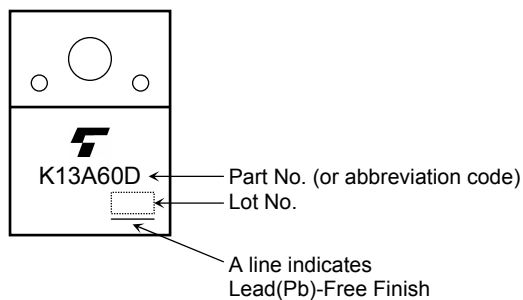 K13A60D
Part No. (or abbreviation code)
Lot No.
A line indicates
Lead(Pb)-Free Finish